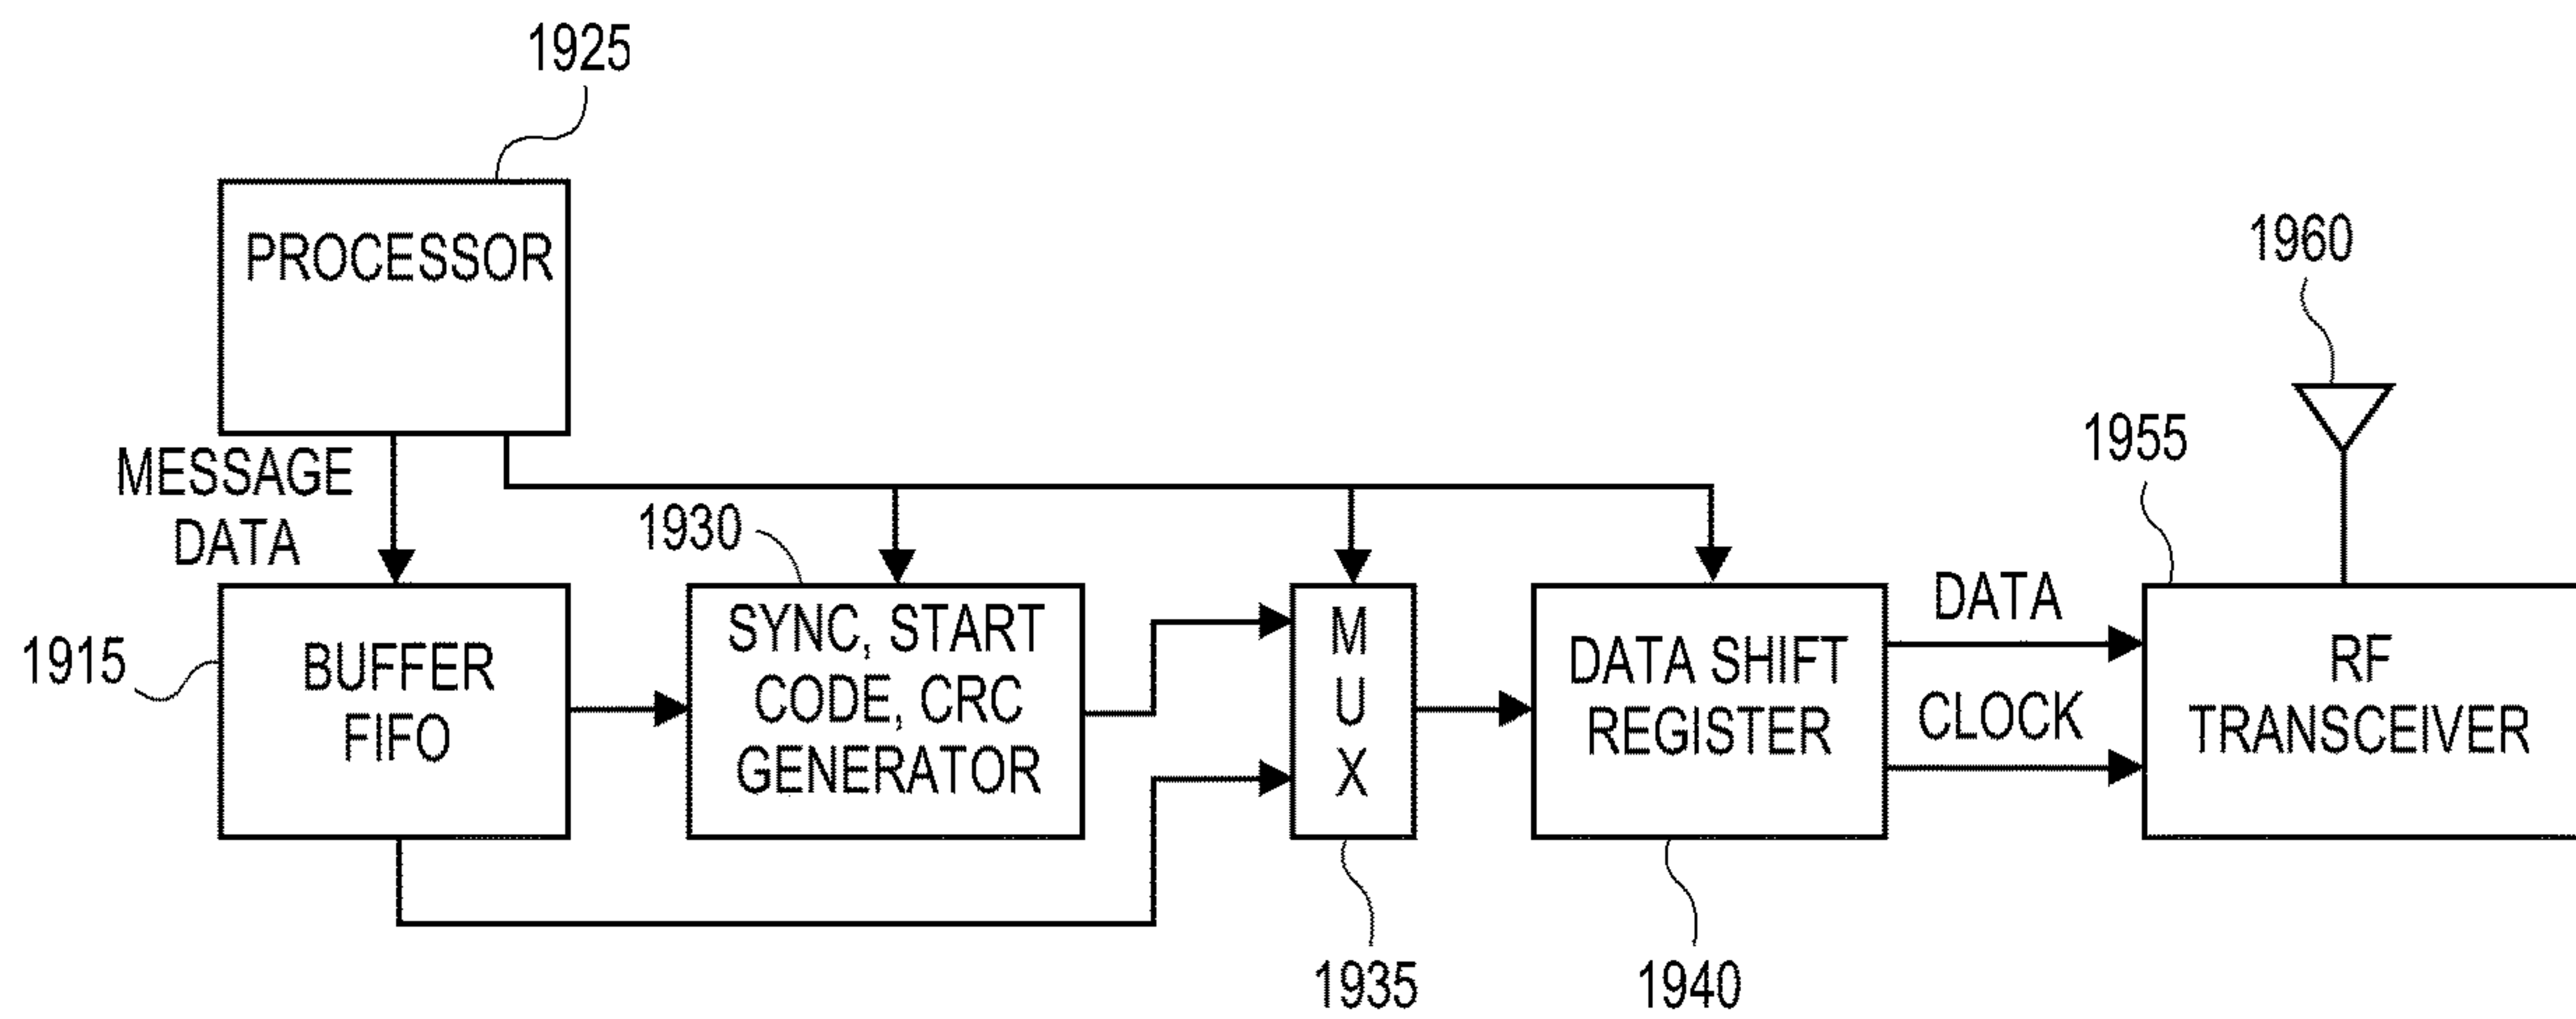 1925
PROCESSOR
1960
1955
MESSAGE
DATA
1930
1915
BUFFER
FIFO
SYNC, START
CODE, CRC
GENERATOR
M
U
X
DATA SHIFT
REGISTER
DATA
CLOCK
RF
TRANSCEIVER
1935
1940